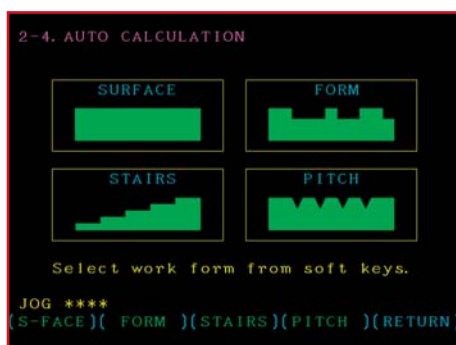 2-4. AUTO CALCULATION
SURFACE
FORM
STAIRS
PITCH
Select work form from soft keys.
JOG ****
(S-FACE)( FORM )(STAIRS)(PITCH )(RETURN)